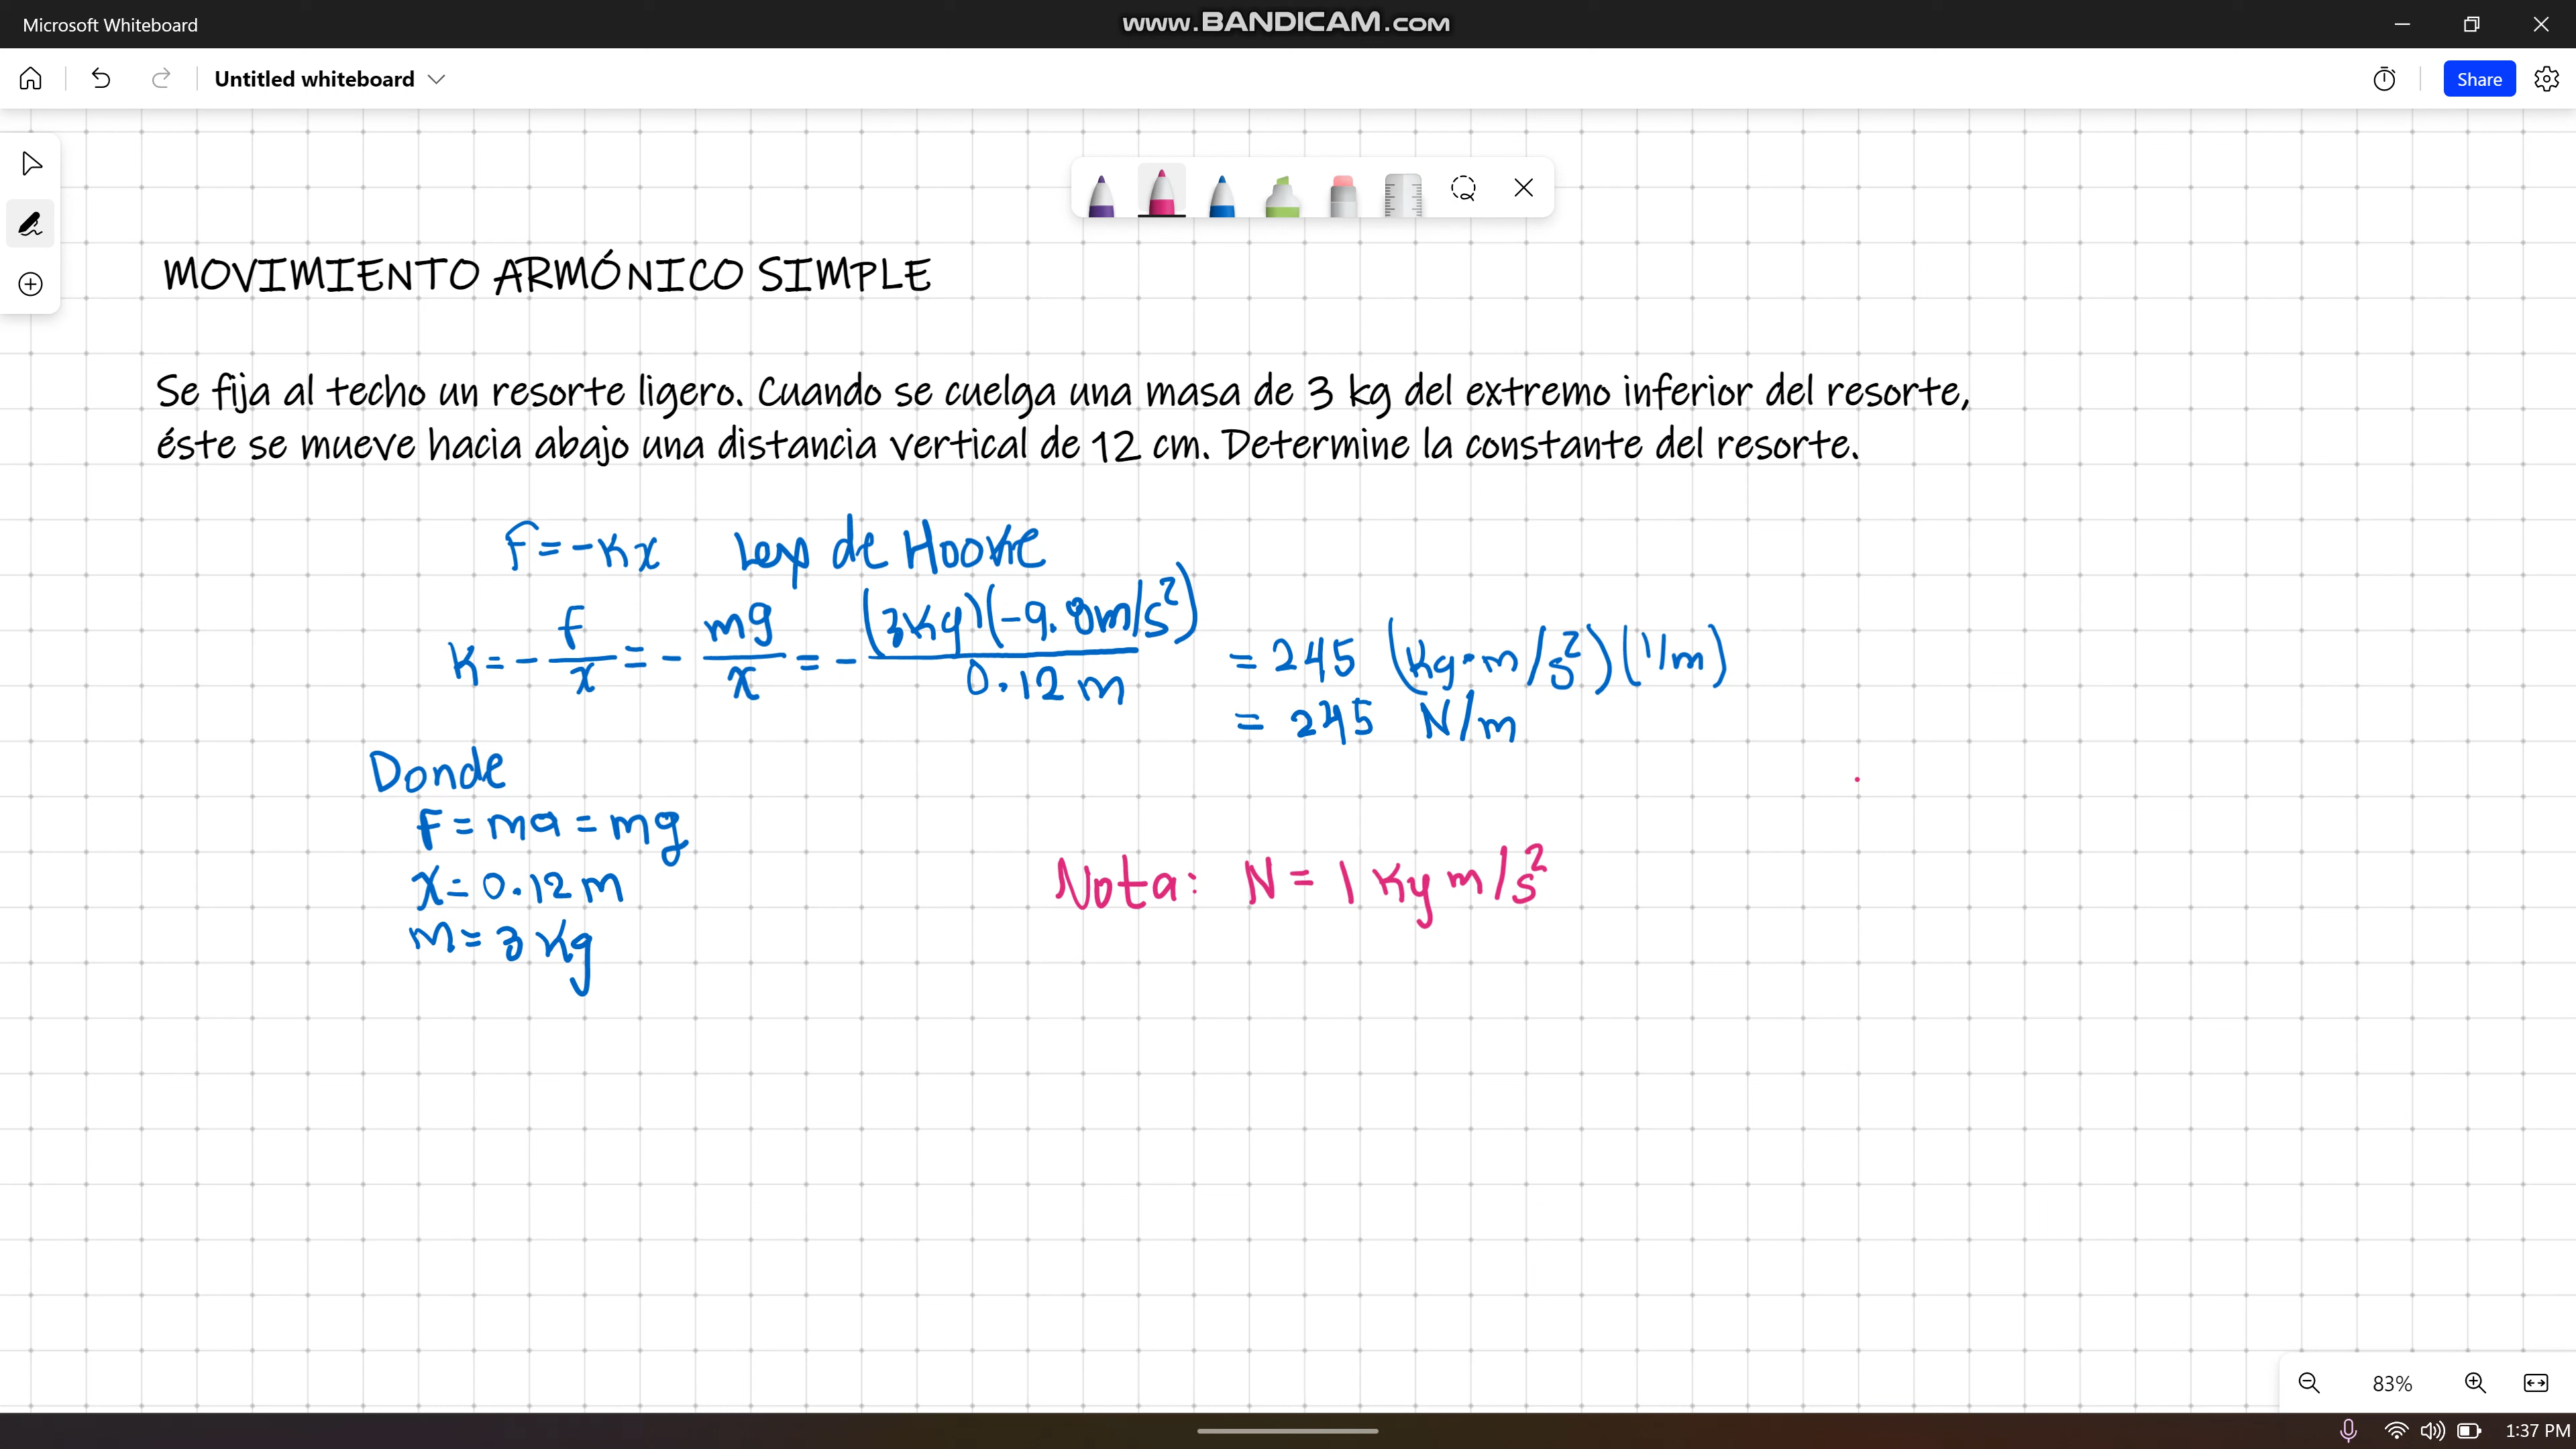 Microsoft Whiteboard
www.BANDICAM.com
Untitled whiteboard
Share
MOVIMIENTO ARMÓNICO SIMPLE
Se fija al techo un resorte ligero. Cuando se cuelga una masa de 3 kg del extremo inferior del resorte,
éste se mueve hacia abajo una distancia vertical de 12 cm. Determine la constante del resorte.
F = -Kx Ley de Hooke
K = - f/x = - mg/x = - (3Kg)(-9.8m/s²)/0.12 m = 245 (Kg·m/s²)(1/m)
= 245 N/m
Donde
F = ma = mg
x = 0.12 m
m = 3 Kg
Nota: N = 1 Kg m/s²
83%
1:37 PM